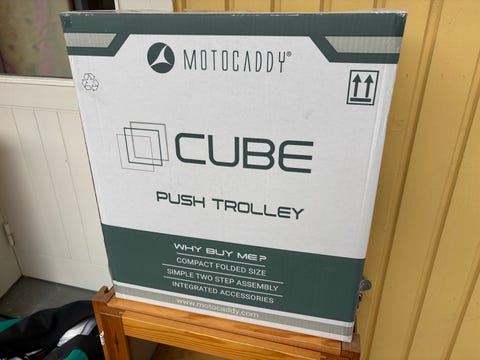 MOTOCADDY®
CUBE
PUSH TROLLEY
WHY BUY ME?
COMPACT FOLDED SIZE
SIMPLE TWO STEP ASSEMBLY
INTEGRATED ACCESSORIES
www.motocaddy.com